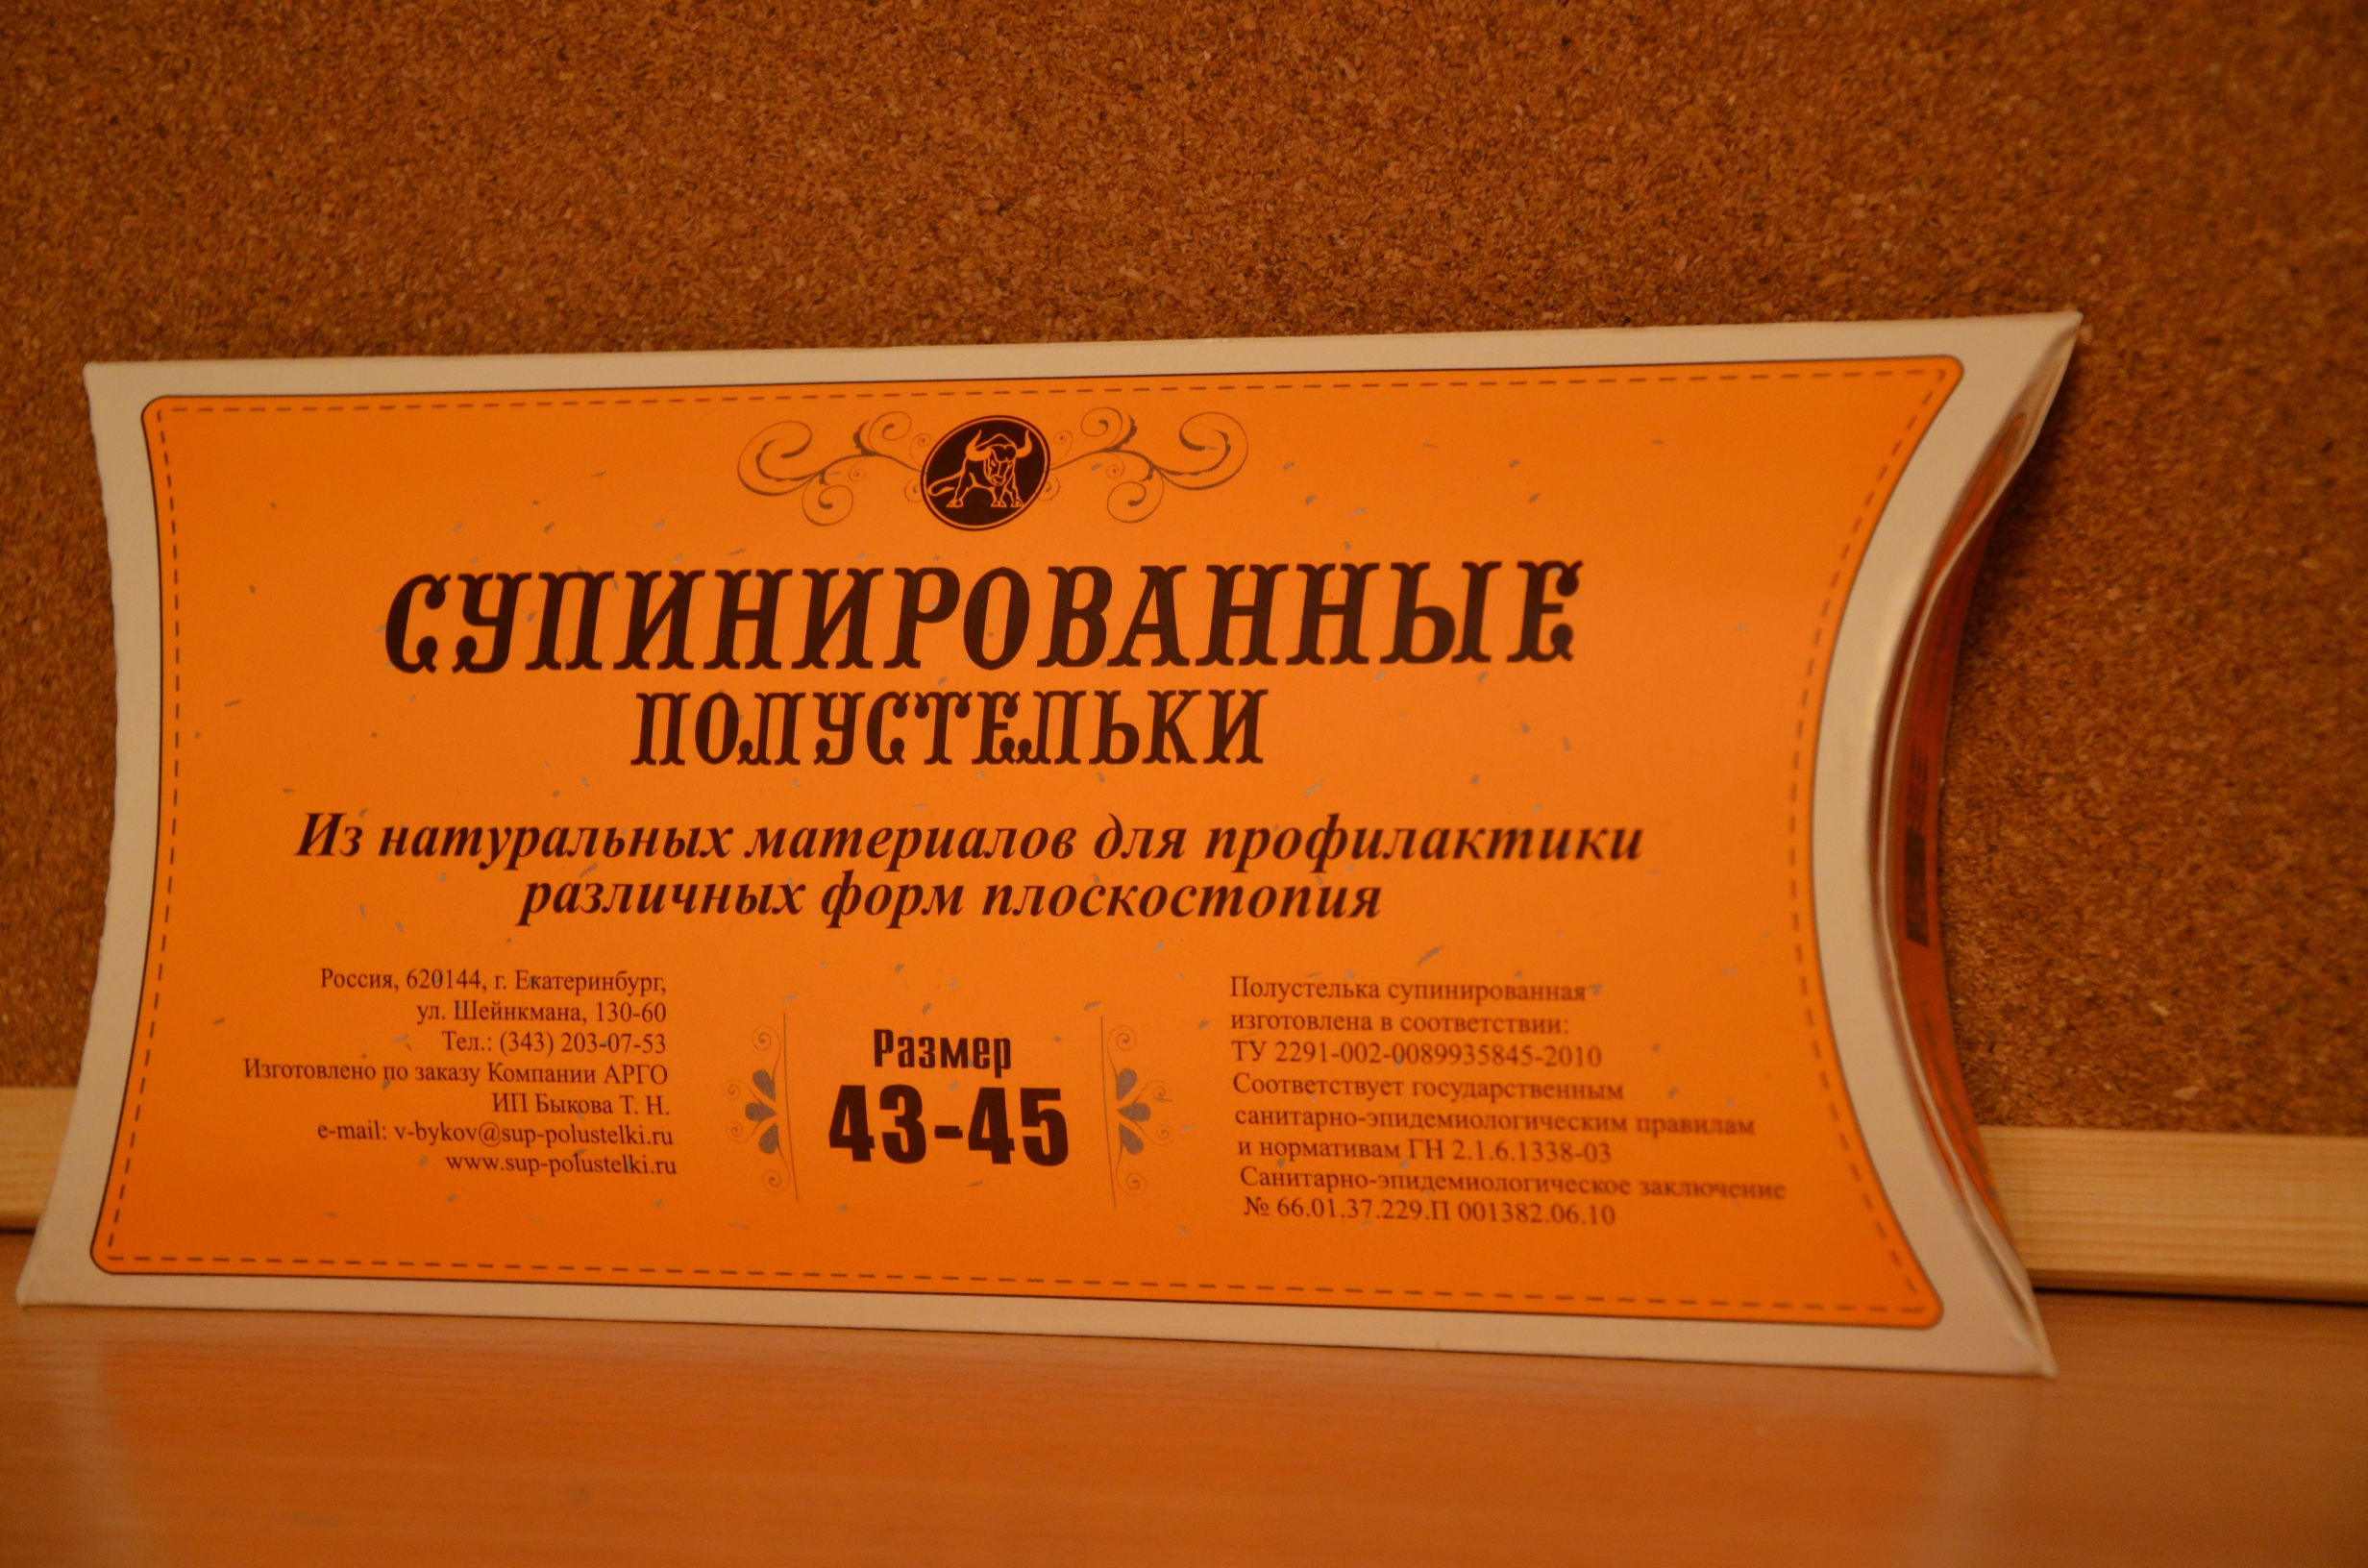 СУПИНИРОВАННЫЕ
ПОЛУСТЕЛЬКИ
Из натуральных материалов для профилактики
различных форм плоскостопия
Россия, 620144, г. Екатеринбург,
ул. Шейнкмана, 130-60
Тел.: (343) 203-07-53
Изготовлено по заказу Компании АРГО
ИП Быкова Т. Н.
e-mail: v-bykov@sup-polustelki.ru
www.sup-polustelki.ru
Размер
43-45
Полустелька супинированная
изготовлена в соответствии:
ТУ 2291-002-0089935845-2010
Соответствует государственным
санитарно-эпидемиологическим правилам
и нормативам ГН 2.1.6.1338-03
Санитарно-эпидемиологическое заключение
№ 66.01.37.229.П 001382.06.10